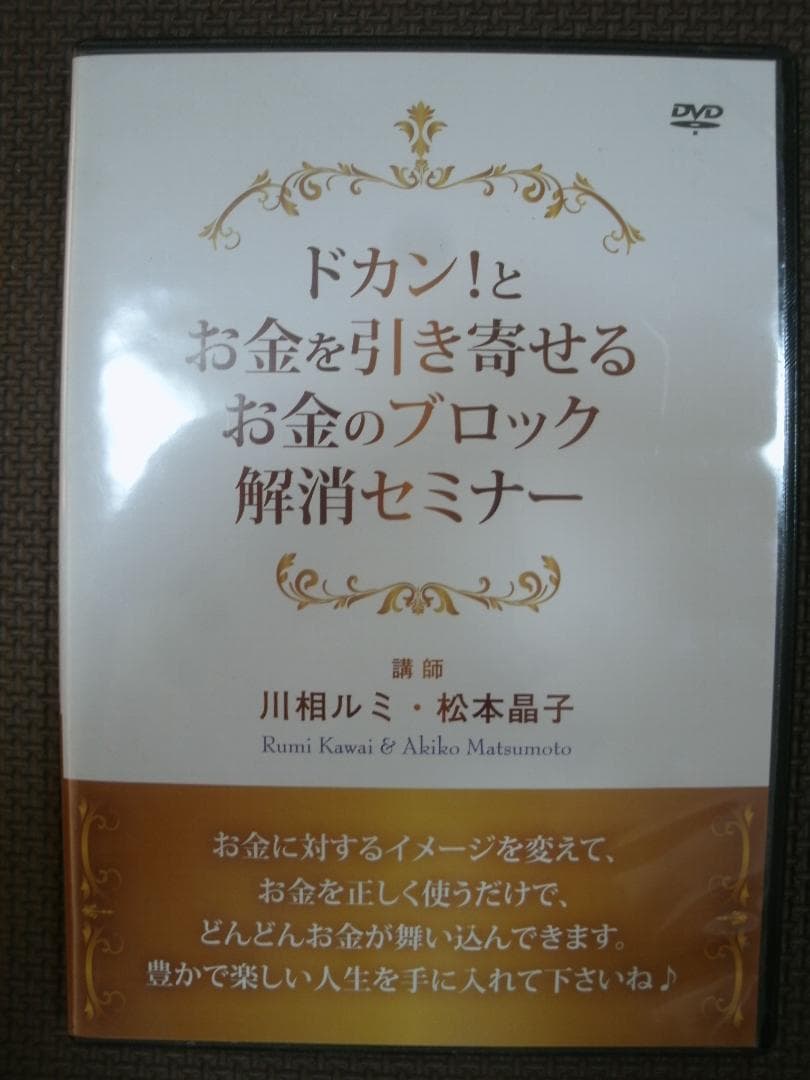 DVD
ドカン!と
お金を引き寄せる
お金のブロック
解消セミナー
講師
川相ルミ・松本晶子
Rumi Kawai & Akiko Matsumoto
お金に対するイメージを変えて、
お金を正しく使うだけで、
どんどんお金が舞い込んできます。
豊かで楽しい人生を手に入れて下さいね♪